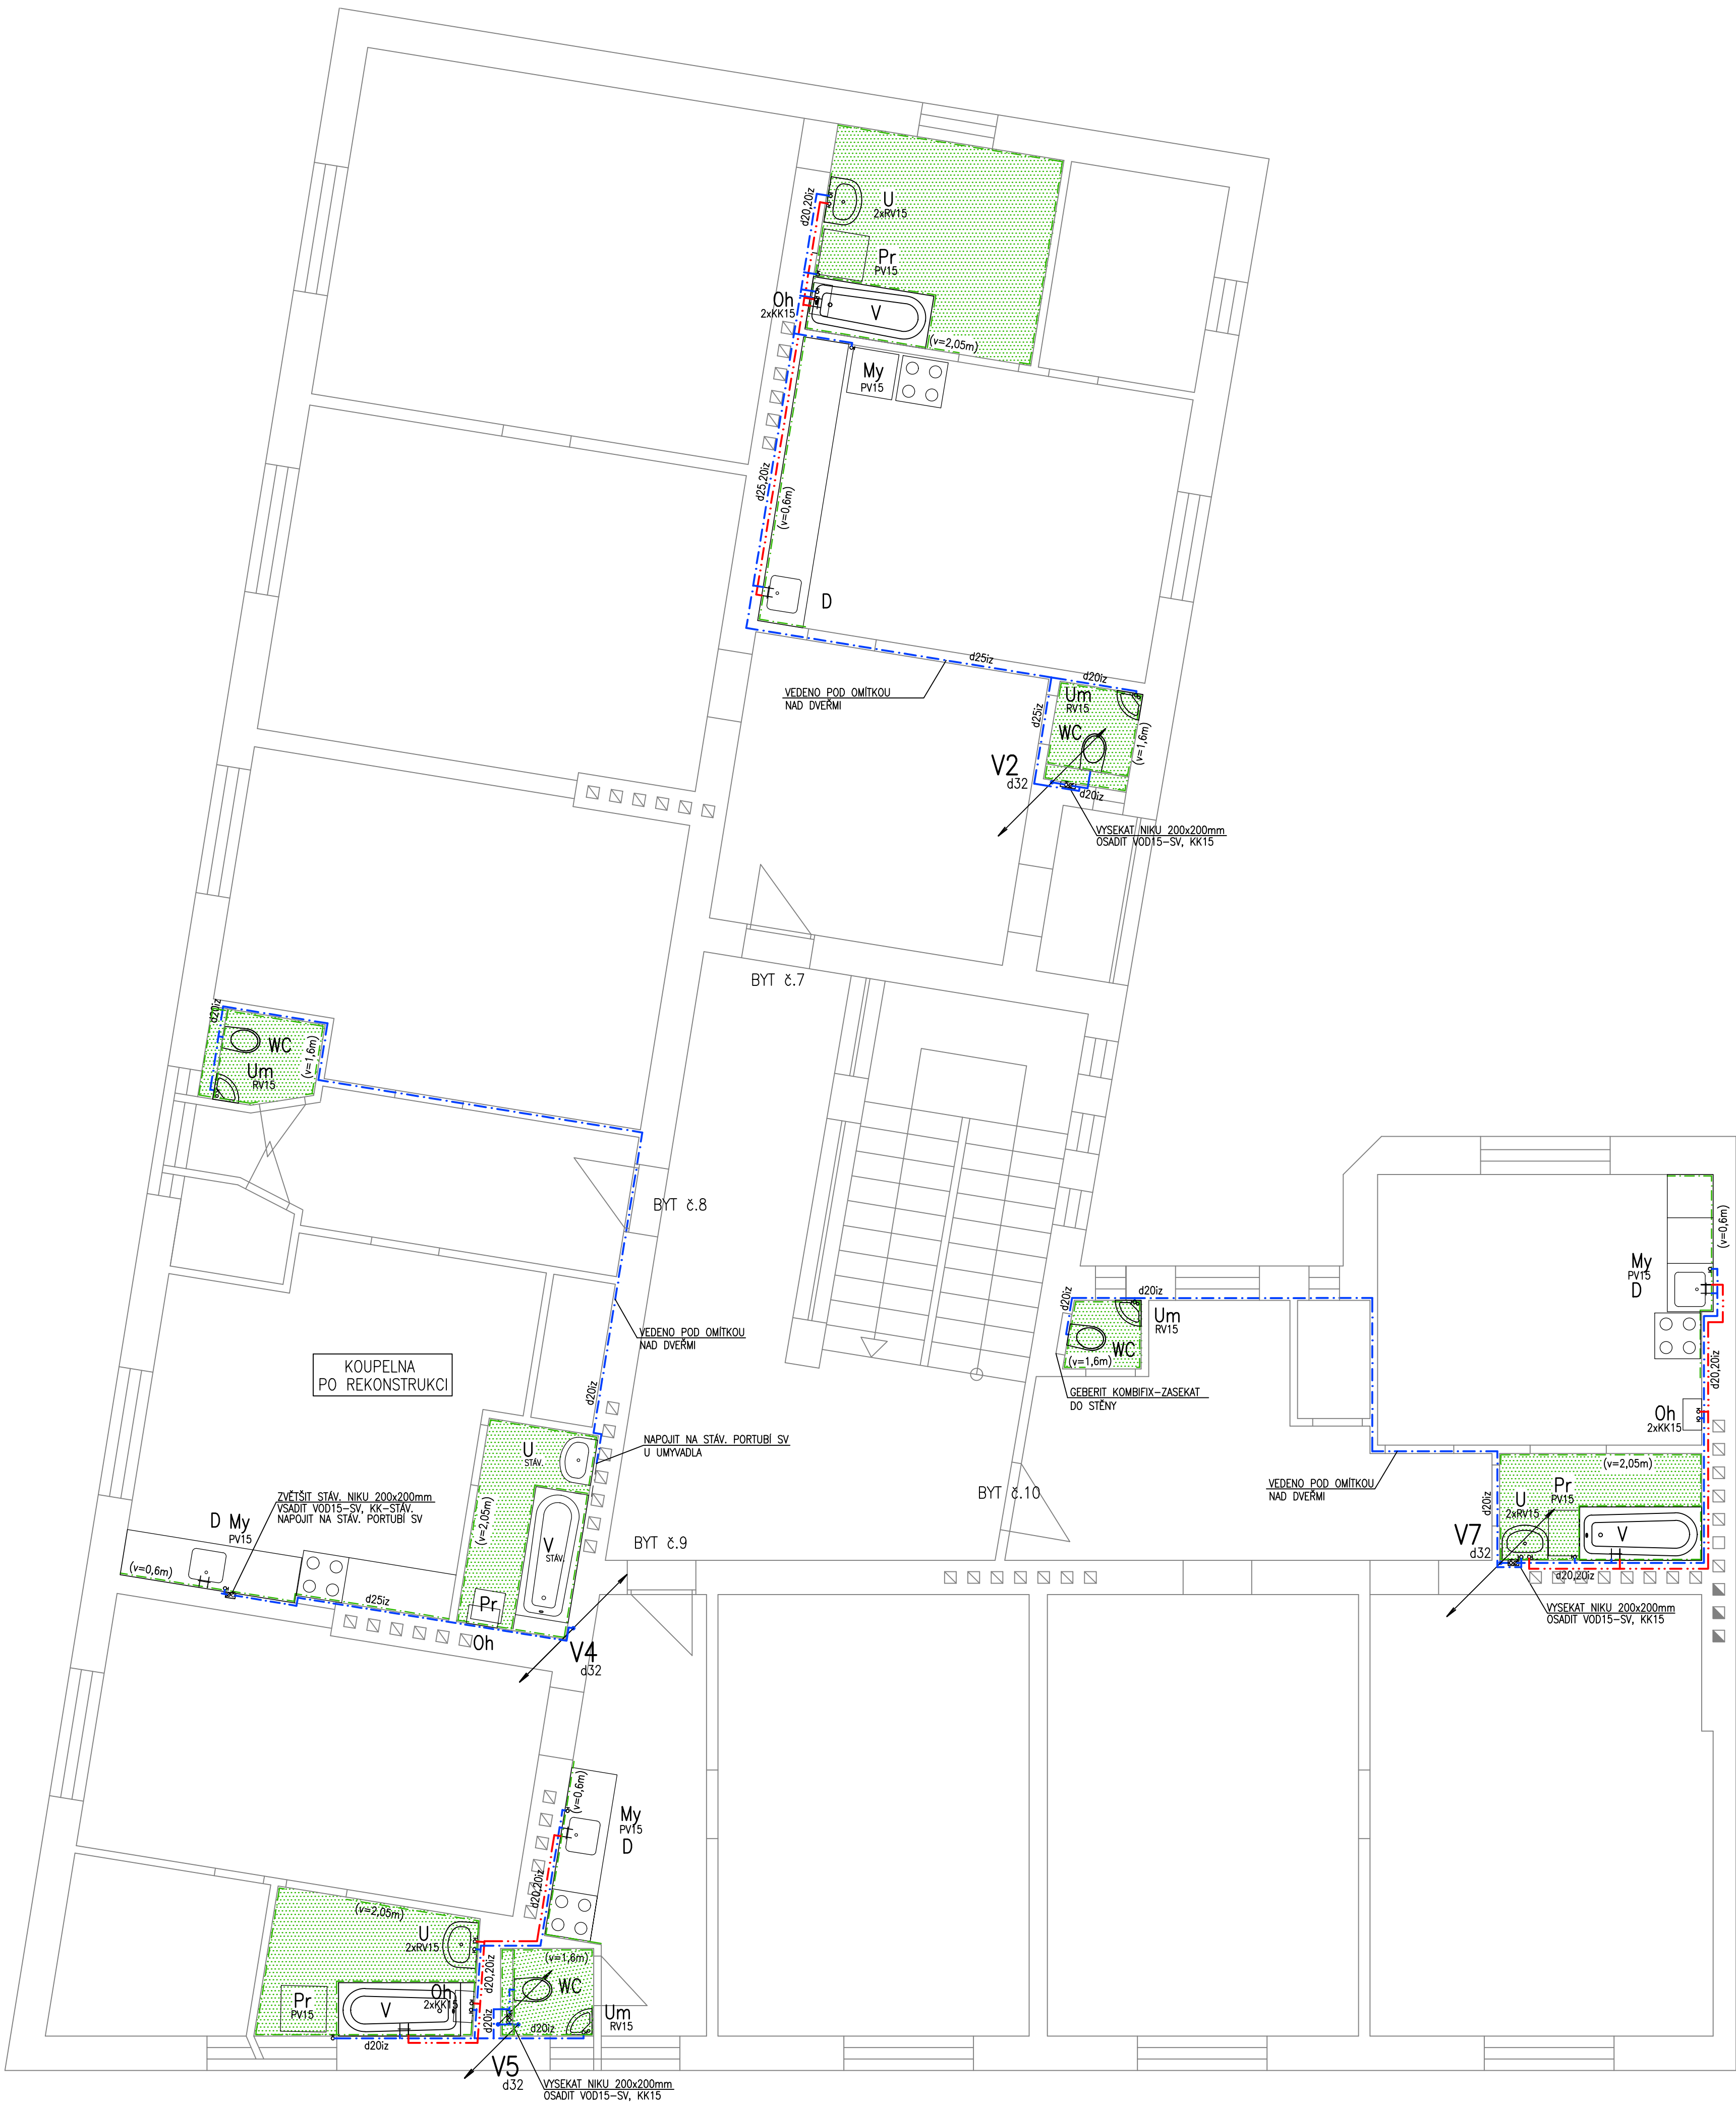 d20,20iz
U
2xRV15
Pr
PV15
Oh
2xKK15
V
(v=2,05m)
My
PV15
d25,20iz
(v=0,6m)
D
d25iz
d20iz
VEDENO POD OMÍTKOU
NAD DVEŘMI
Um
RV15
d25iz
WC
(v=1,6m)
V2
d32
d20iz
VYSEKAT NIKU 200x200mm
OSADIT VOD15-SV, KK15
BYT č.7
d20iz
WC
(v=1,6m)
Um
RV15
BYT č.8
VEDENO POD OMÍTKOU
NAD DVEŘMI
KOUPELNA
PO REKONSTRUKCI
d20iz
NAPOJIT NA STÁV. PORTUBÍ SV
U UMYVADLA
U
STÁV.
ZVĚTŠIT STÁV. NIKU 200x200mm
VSADIT VOD15-SV, KK-STÁV.
NAPOJIT NA STÁV. PORTUBÍ SV
D My
PV15
(v=2,05m)
V
STÁV.
(v=0,6m)
d25iz
Pr
Oh
V4
d32
BYT č.9
BYT č.10
d20iz
d20iz
Um
RV15
WC
(v=1,6m)
GEBERIT KOMBIFIX-ZASEKAT
DO STĚNY
(v=0,6m)
My
PV15
D
d20,20iz
Oh
2xKK15
(v=2,05m)
VEDENO POD OMÍTKOU
NAD DVEŘMI
d20iz
U
2xRV15
Pr
PV15
V
V7
d32
d20,20iz
VYSEKAT NIKU 200x200mm
OSADIT VOD15-SV, KK15
(v=0,6m)
My
PV15
D
d20,20iz
(v=2,05m)
U
2xRV15
(v=1,6m)
d20,20iz
WC
Oh
2xKK15
Pr
PV15
V
d20iz
d20iz
Um
RV15
d20iz
V5
d32
VYSEKAT NIKU 200x200mm
OSADIT VOD15-SV, KK15